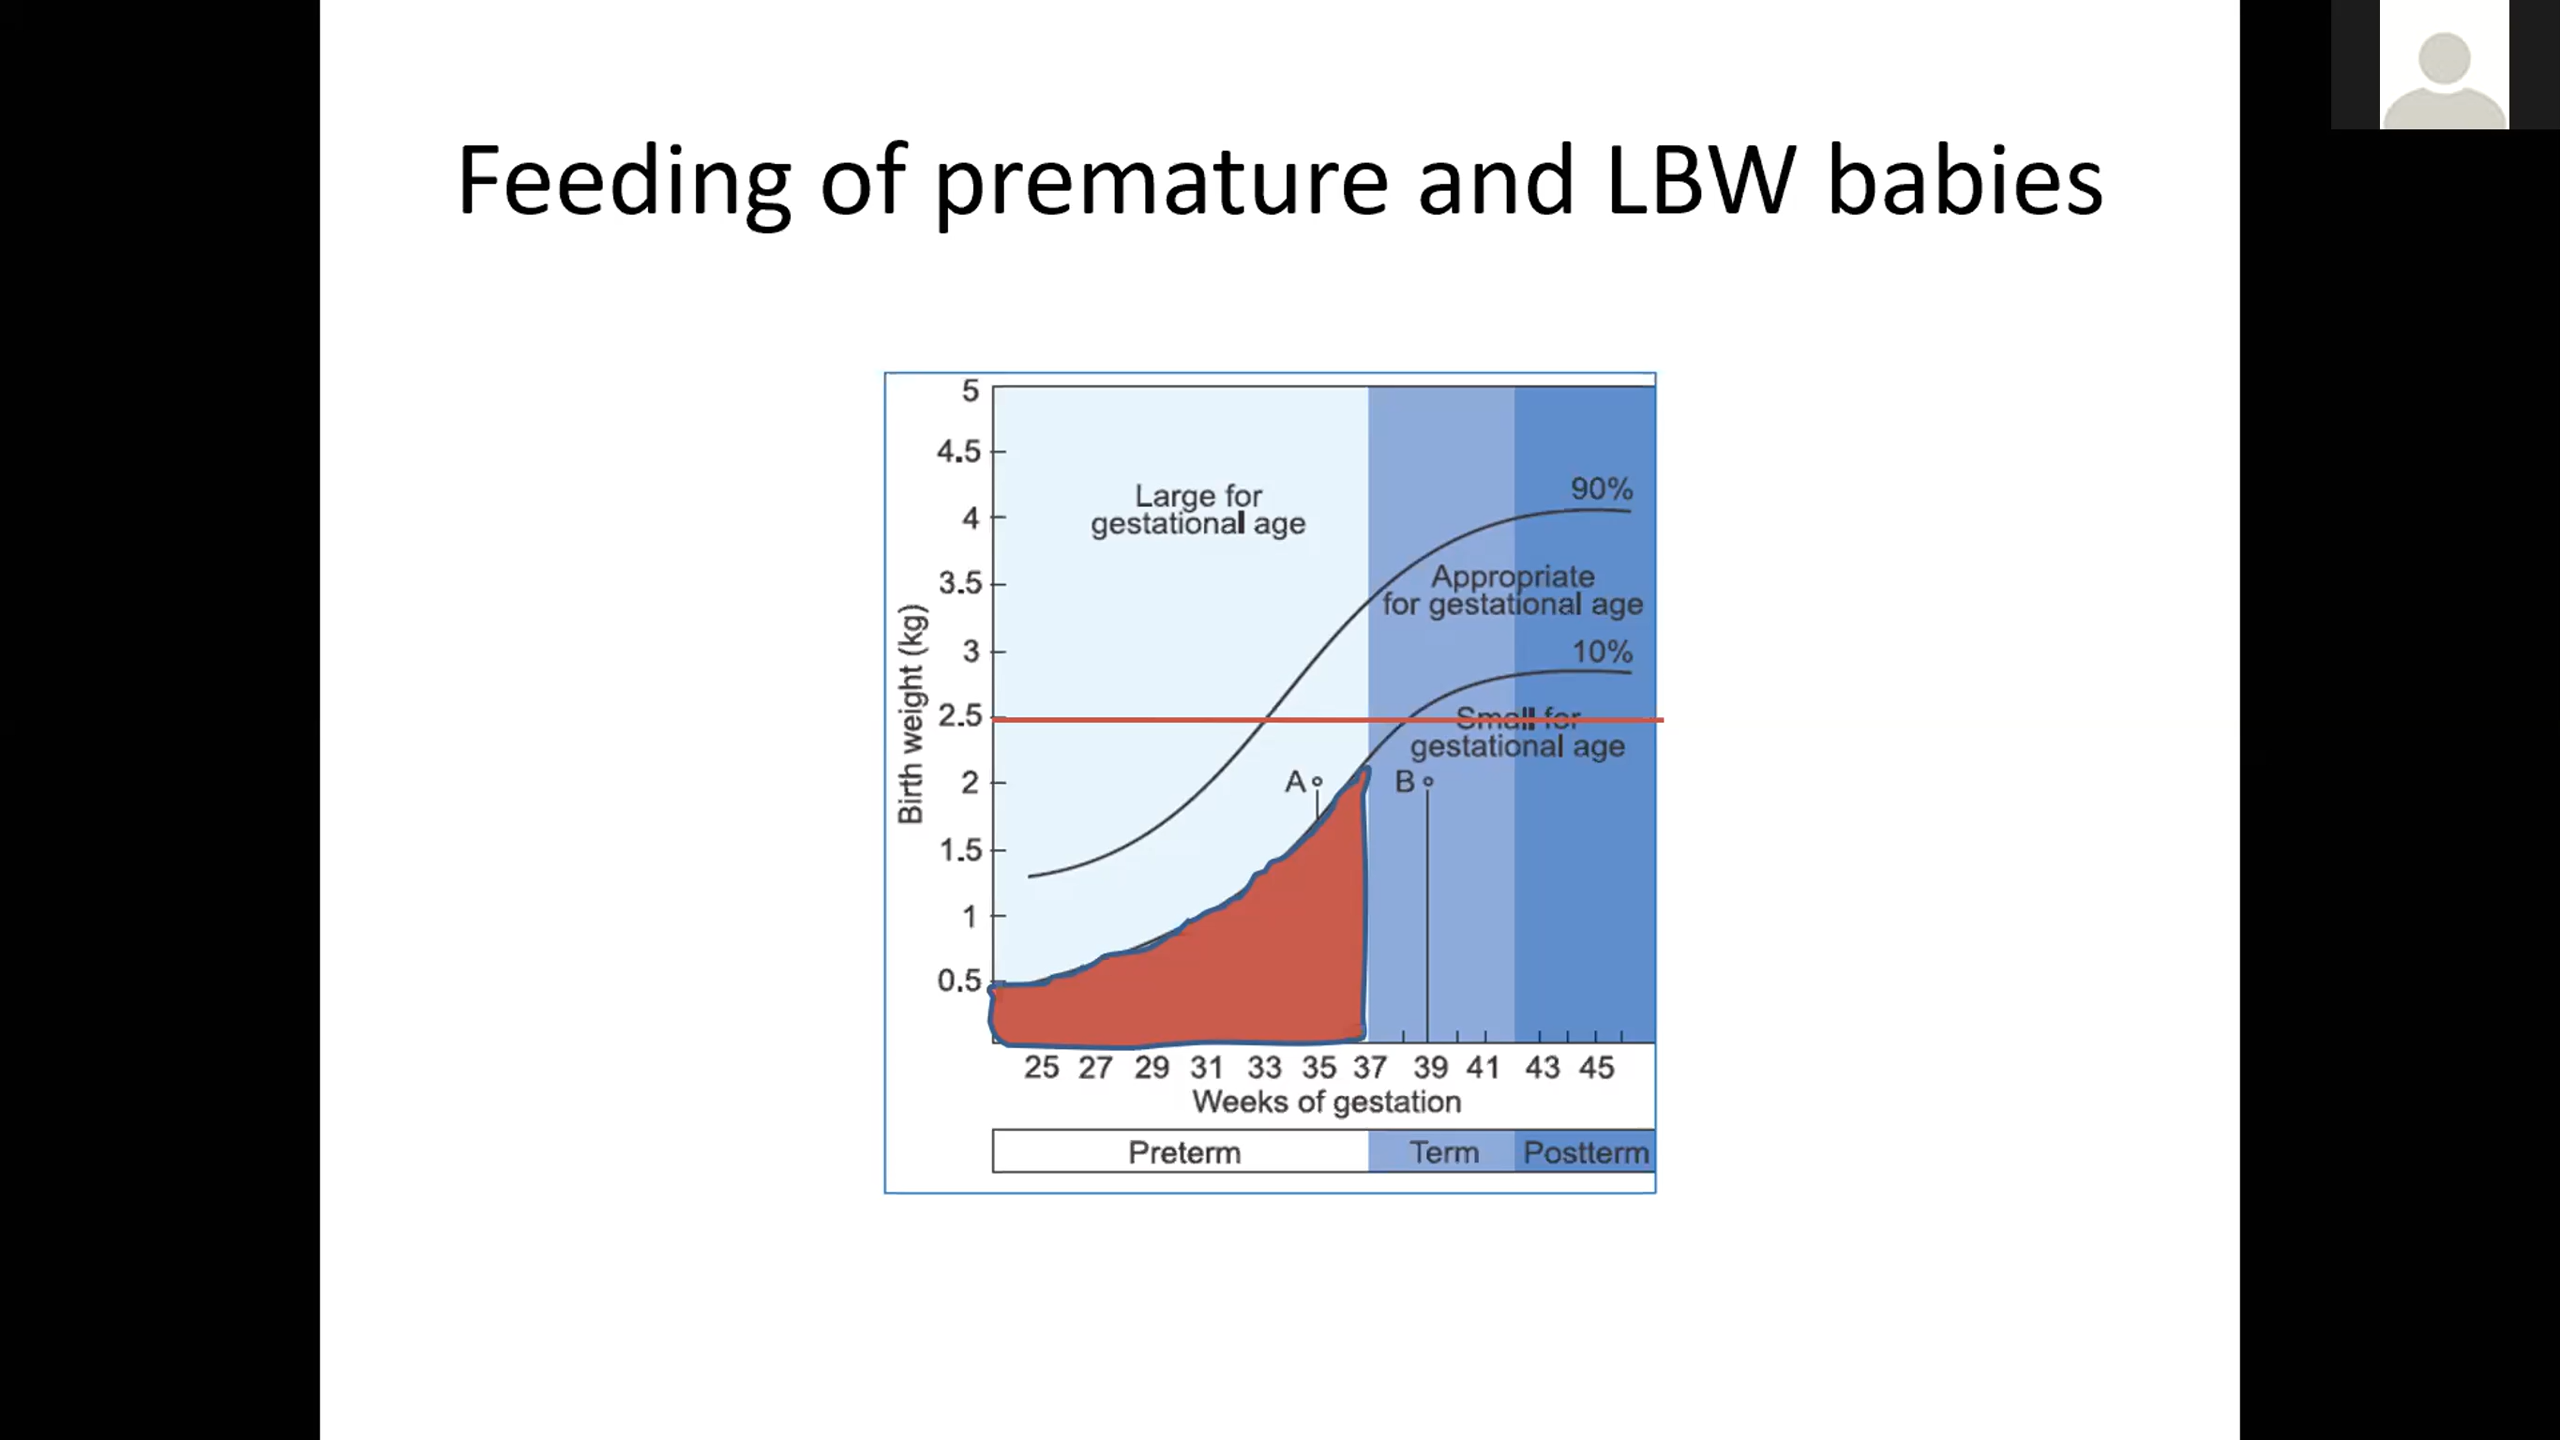 Feeding of premature and LBW babies
5
4.5
4
3.5
3
2.5
2
1.5
1
0.5
Birth weight (kg)
Large for
gestational age
90%
Appropriate
for gestational age
10%
Small for
gestational age
A
B
25 27 29 31 33 35 37 39 41 43 45
Weeks of gestation
Preterm Term Postterm